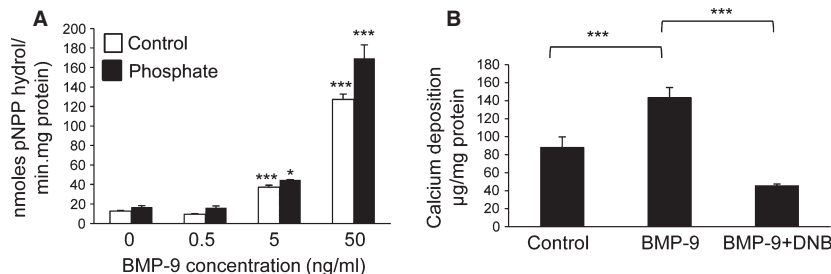 A
nmoles pNPP hydrol/
min.mg protein)
200
180
160
140
120
100
80
60
40
20
0
Control
Phosphate
***
*
***
***
0 0.5 5 50
BMP-9 concentration (ng/ml)
B
***
***
Calcium deposition
µg/mg protein
180
160
140
120
100
80
60
40
20
0
Control BMP-9 BMP-9+DNB